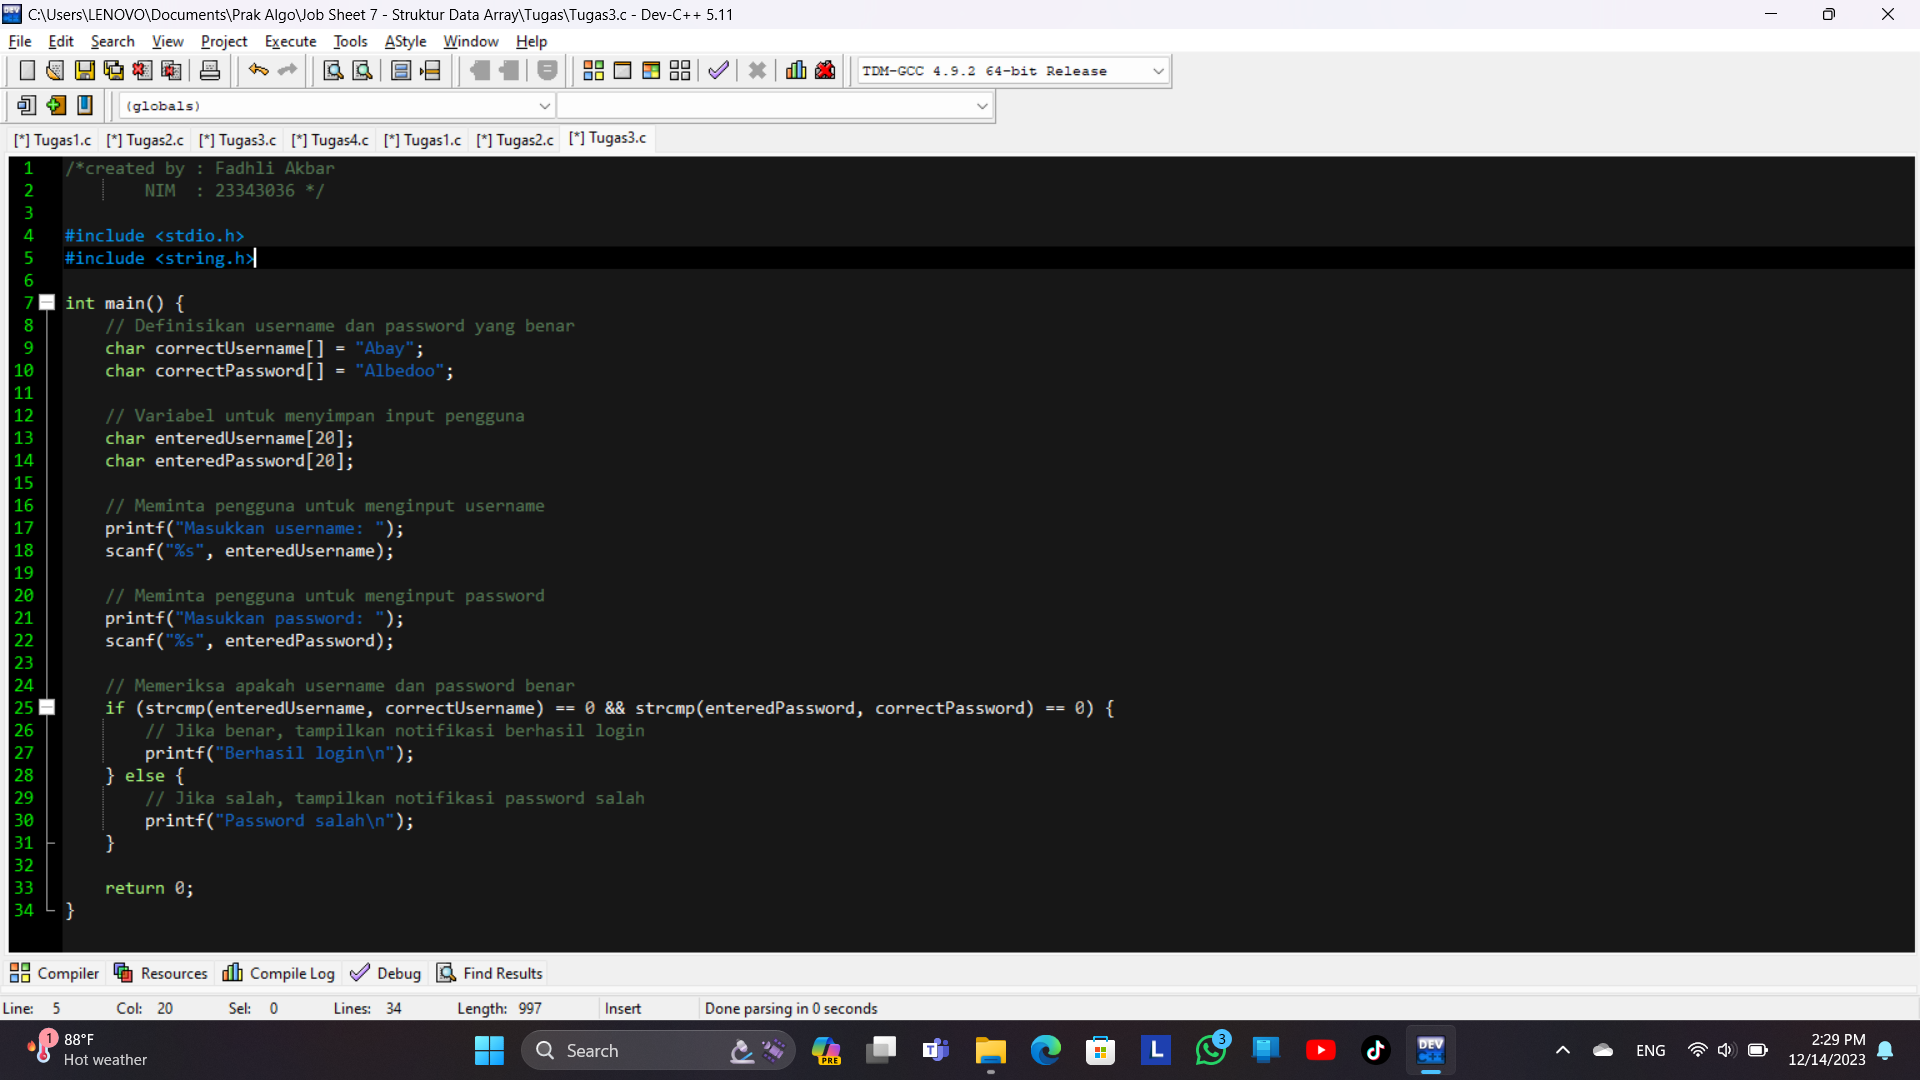 C:\Users\LENOVO\Documents\Prak Algo\Job Sheet 7 - Struktur Data Array\Tugas\Tugas3.c - Dev-C++ 5.11
File Edit Search View Project Execute Tools AStyle Window Help
TDM-GCC 4.9.2 64-bit Release
(globals)
[*] Tugas1.c [*] Tugas2.c [*] Tugas3.c [*] Tugas4.c [*] Tugas1.c [*] Tugas2.c [*] Tugas3.c
1 /*created by : Fadhli Akbar
2 NIM : 23343036 */
3
4 #include <stdio.h>
5 #include <string.h>
6
7 int main() {
8 // Definisikan username dan password yang benar
9 char correctUsername[] = "Abay";
10 char correctPassword[] = "Albedoo";
11
12 // Variabel untuk menyimpan input pengguna
13 char enteredUsername[20];
14 char enteredPassword[20];
15
16 // Meminta pengguna untuk menginput username
17 printf("Masukkan username: ");
18 scanf("%s", enteredUsername);
19
20 // Meminta pengguna untuk menginput password
21 printf("Masukkan password: ");
22 scanf("%s", enteredPassword);
23
24 // Memeriksa apakah username dan password benar
25 if (strcmp(enteredUsername, correctUsername) == 0 && strcmp(enteredPassword, correctPassword) == 0) {
26 // Jika benar, tampilkan notifikasi berhasil login
27 printf("Berhasil login\n");
28 } else {
29 // Jika salah, tampilkan notifikasi password salah
30 printf("Password salah\n");
31 }
32
33 return 0;
34 }
Compiler Resources Compile Log Debug Find Results
Line: 5 Col: 20 Sel: 0 Lines: 34 Length: 997 Insert Done parsing in 0 seconds
1 88°F
Hot weather
Search
PRE
T
L
3
DEV C++
ENG
2:29 PM
12/14/2023